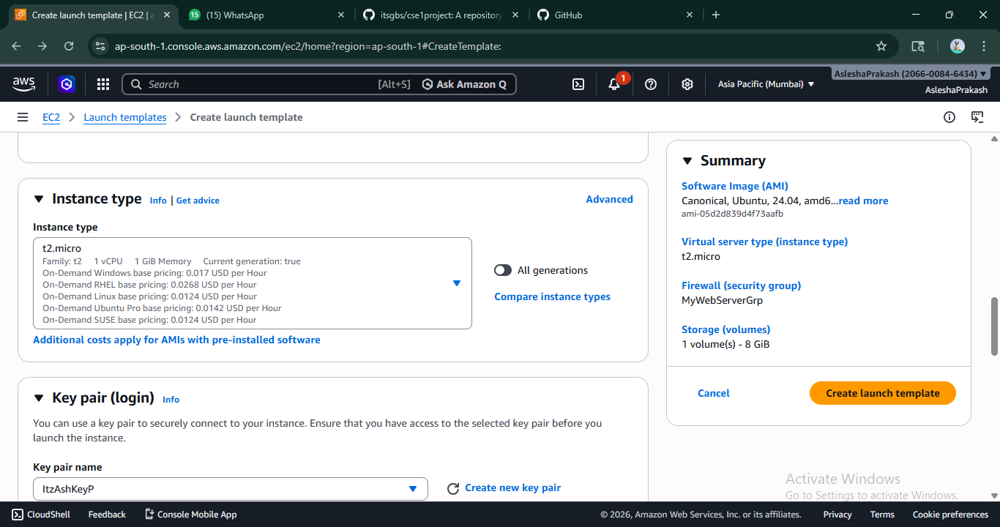 Create launch template | EC2 | a
15
(15) WhatsApp
itsgbs/cse1project: A repository
GitHub
ap-south-1.console.aws.amazon.com/ec2/home?region=ap-south-1#CreateTemplate:
aws
Search
[Alt+S]
Ask Amazon Q
1
Asia Pacific (Mumbai)
AsleshaPrakash (2066-0084-6434)
AsleshaPrakash
EC2
Launch templates
Create launch template
Instance type
Info | Get advice
Advanced
Instance type
t2.micro
Family: t2 1 vCPU 1 GiB Memory Current generation: true
On-Demand Windows base pricing: 0.017 USD per Hour
On-Demand RHEL base pricing: 0.0268 USD per Hour
On-Demand Linux base pricing: 0.0124 USD per Hour
On-Demand Ubuntu Pro base pricing: 0.0142 USD per Hour
On-Demand SUSE base pricing: 0.0124 USD per Hour
All generations
Compare instance types
Additional costs apply for AMIs with pre-installed software
Key pair (login)
Info
You can use a key pair to securely connect to your instance. Ensure that you have access to the selected key pair before you
launch the instance.
Key pair name
ItzAshKeyP
Create new key pair
Summary
Software Image (AMI)
Canonical, Ubuntu, 24.04, amd6...read more
ami-05d2d839d4f73aafb
Virtual server type (instance type)
t2.micro
Firewall (security group)
MyWebServerGrp
Storage (volumes)
1 volume(s) - 8 GiB
Cancel
Create launch template
Activate Windows
Go to Settings to activate Windows.
CloudShell
Feedback
Console Mobile App
© 2026, Amazon Web Services, Inc. or its affiliates.
Privacy
Terms
Cookie preferences